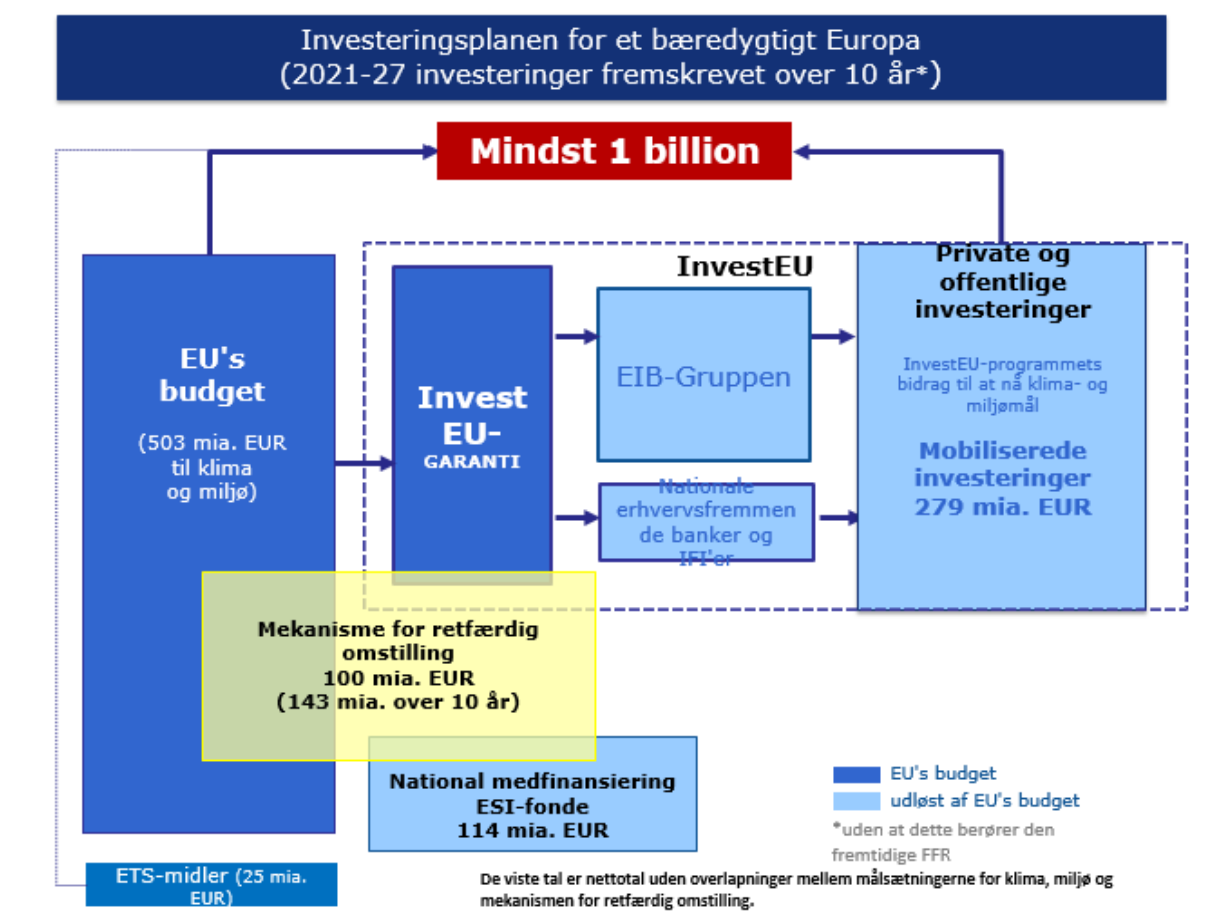 Investeringsplanen for et bæredygtigt Europa
(2021-27 investeringer fremskrevet over 10 år*)
Mindst 1 billion
EU's
budget
(503 mia. EUR
til klima
og miljø)
InvestEU
Invest
EU-
GARANTI
EIB-Gruppen
Nationale
erhvervsfremmen
de banker og
IFI'er
Private og
offentlige
investeringer
InvestEU-programmets
bidrag til at nå klima- og
miljømål
Mobiliserede
investeringer
279 mia. EUR
Mekanisme for retfærdig
omstilling
100 mia. EUR
(143 mia. over 10 år)
National medfinansiering
ESI-fonde
114 mia. EUR
EU's budget
udløst af EU's budget
*uden at dette berører den
fremtidige FFR
ETS-midler (25 mia.
EUR)
De viste tal er nettotal uden overlapninger mellem målsætningerne for klima, miljø og
mekanismen for retfærdig omstilling.